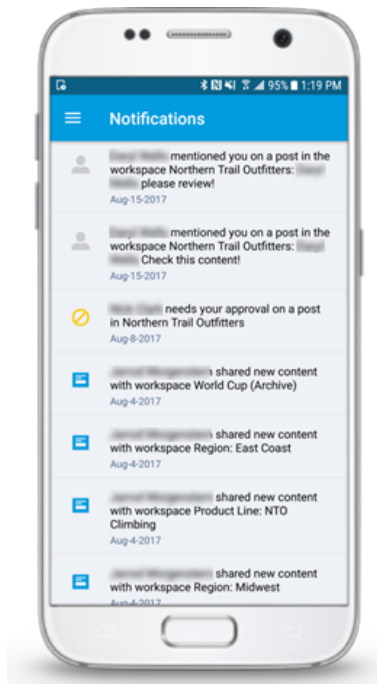 95% 1:19 PM
Notifications
mentioned you on a post in the
workspace Northern Trail Outfitters:
please review!
Aug-15-2017
mentioned you on a post in the
workspace Northern Trail Outfitters:
Check this content!
Aug-15-2017
needs your approval on a post
in Northern Trail Outfitters
Aug-8-2017
shared new content
with workspace World Cup (Archive)
Aug-4-2017
shared new content
with workspace Region: East Coast
Aug-4-2017
shared new content
with workspace Product Line: NTO
Climbing
Aug-4-2017
shared new content
with workspace Region: Midwest
Aug-4-2017